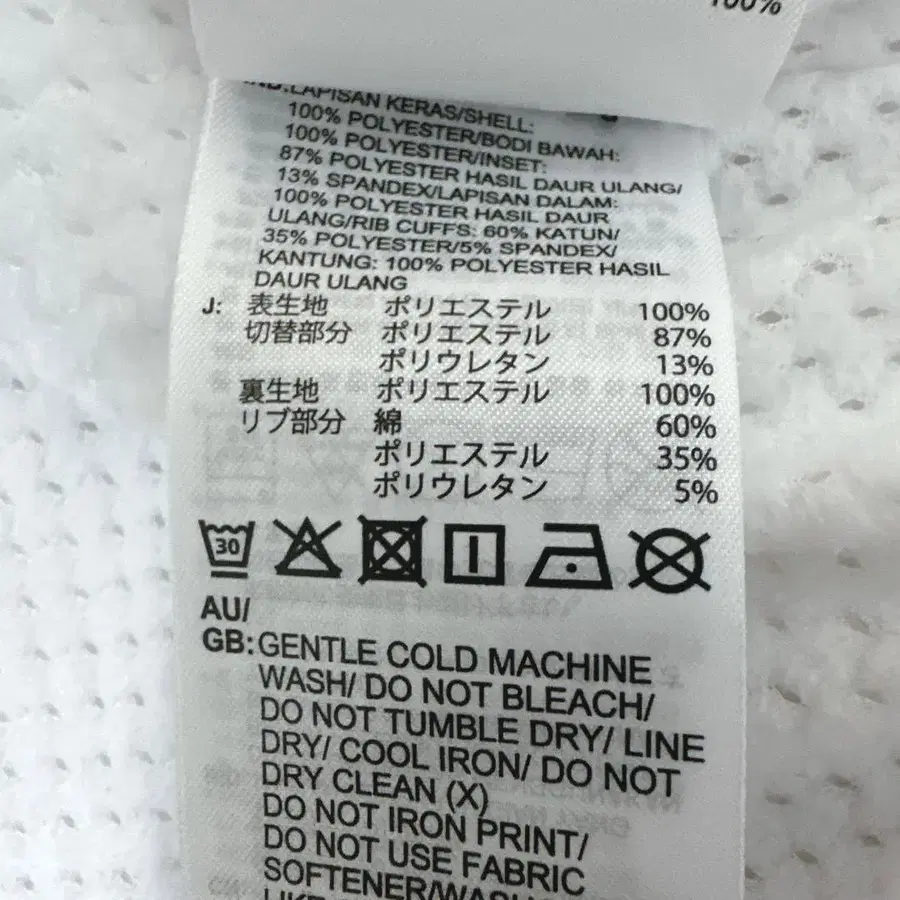 100%
LAPISAN KERAS/SHELL:
100% POLYESTER/BODI BAWAH:
100% POLYESTER/INSET:
87% POLYESTER HASIL DAUR ULANG/
13% SPANDEX/LAPISAN DALAM:
100% POLYESTER HASIL DAUR
ULANG/RIB CUFFS: 60% KATUN/
35% POLYESTER/5% SPANDEX/
KANTUNG: 100% POLYESTER HASIL
DAUR ULANG
J: 表生地 ポリエステル 100%
切替部分 ポリエステル 87%
ポリウレタン 13%
裏生地 ポリエステル 100%
リブ部分 綿 60%
ポリエステル 35%
ポリウレタン 5%
30
AU/
GB: GENTLE COLD MACHINE
WASH/ DO NOT BLEACH/
DO NOT TUMBLE DRY/ LINE
DRY/ COOL IRON/ DO NOT
DRY CLEAN (X)
DO NOT IRON PRINT/
DO NOT USE FABRIC
SOFTENER/WASH